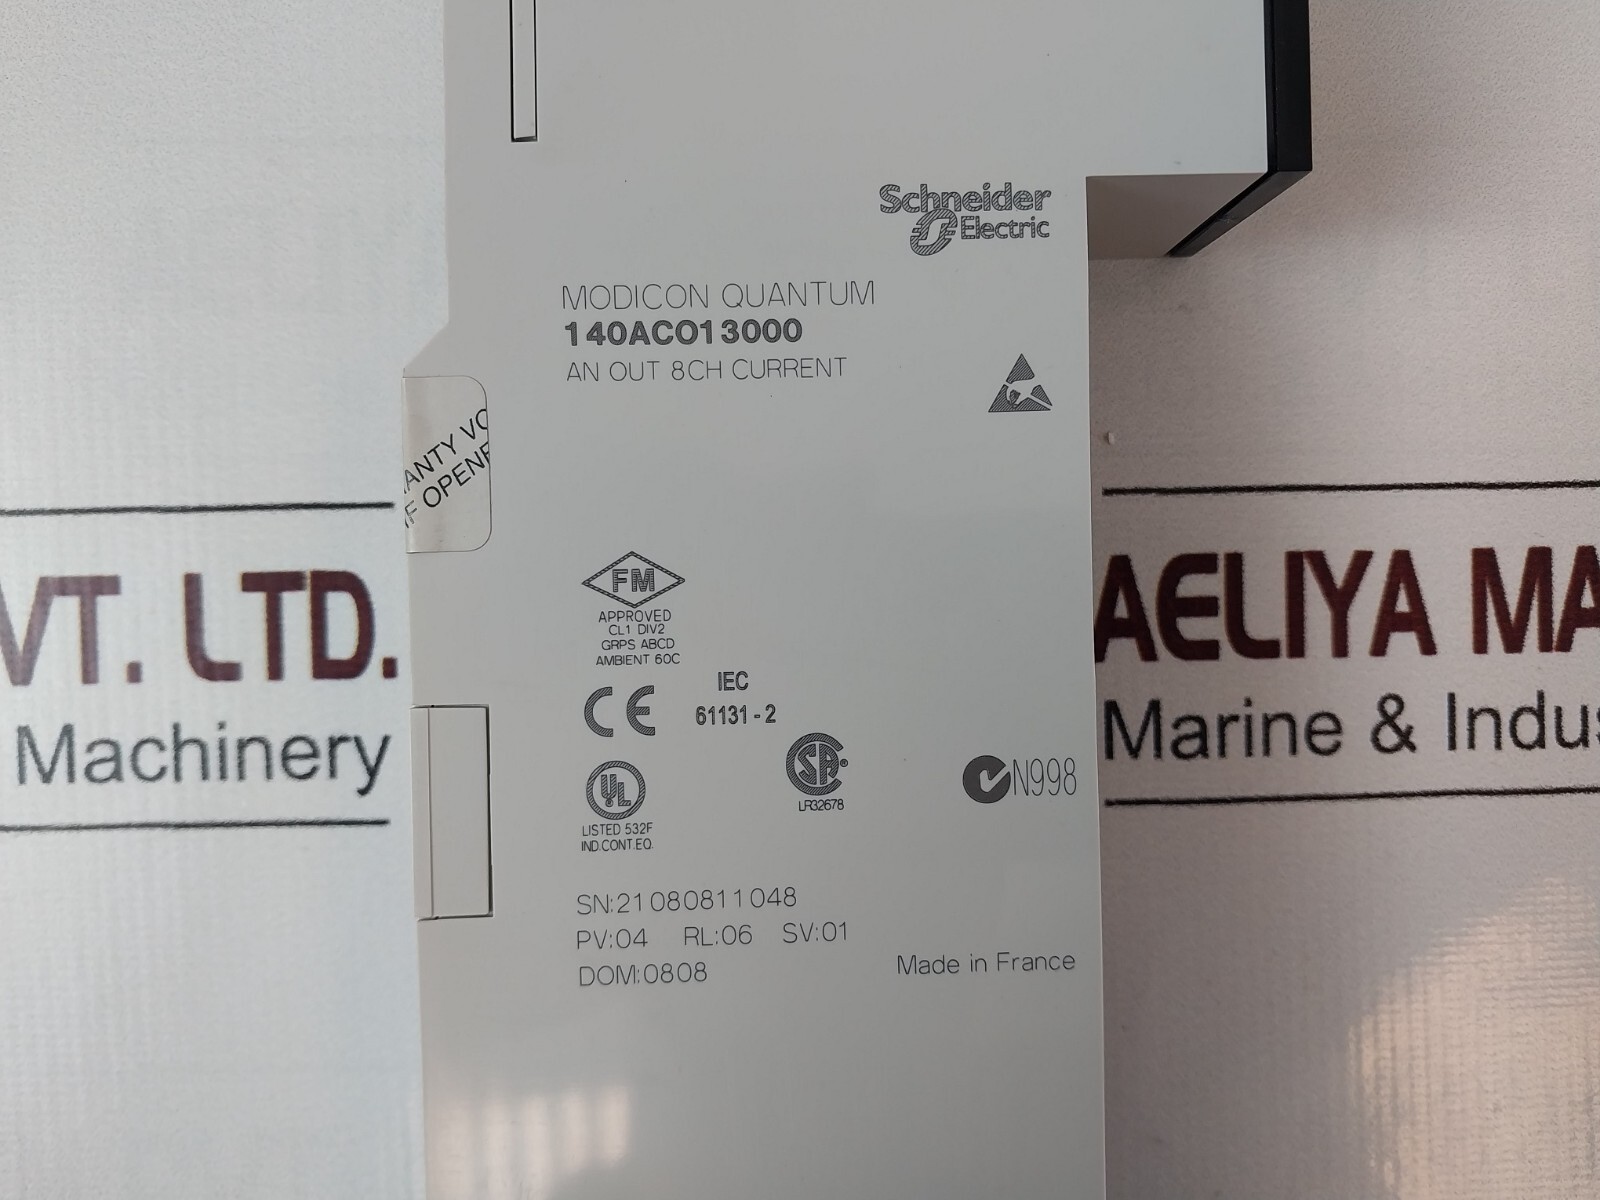 Schneider
Electric
MODICON QUANTUM
140ACO13000
AN OUT 8CH CURRENT
ANTY VO
IF OPENE
FM
APPROVED
CL1 DIV2
GRPS ABCD
AMBIENT 60C
CE
IEC
61131-2
UL
LISTED 532F
IND.CONT.EQ.
SA
LR32678
N998
SN:21080811048
PV:04 RL:06 SV:01
DOM:0808
Made in France
VT. LTD.
Machinery
AELIYA MA
Marine & Indus